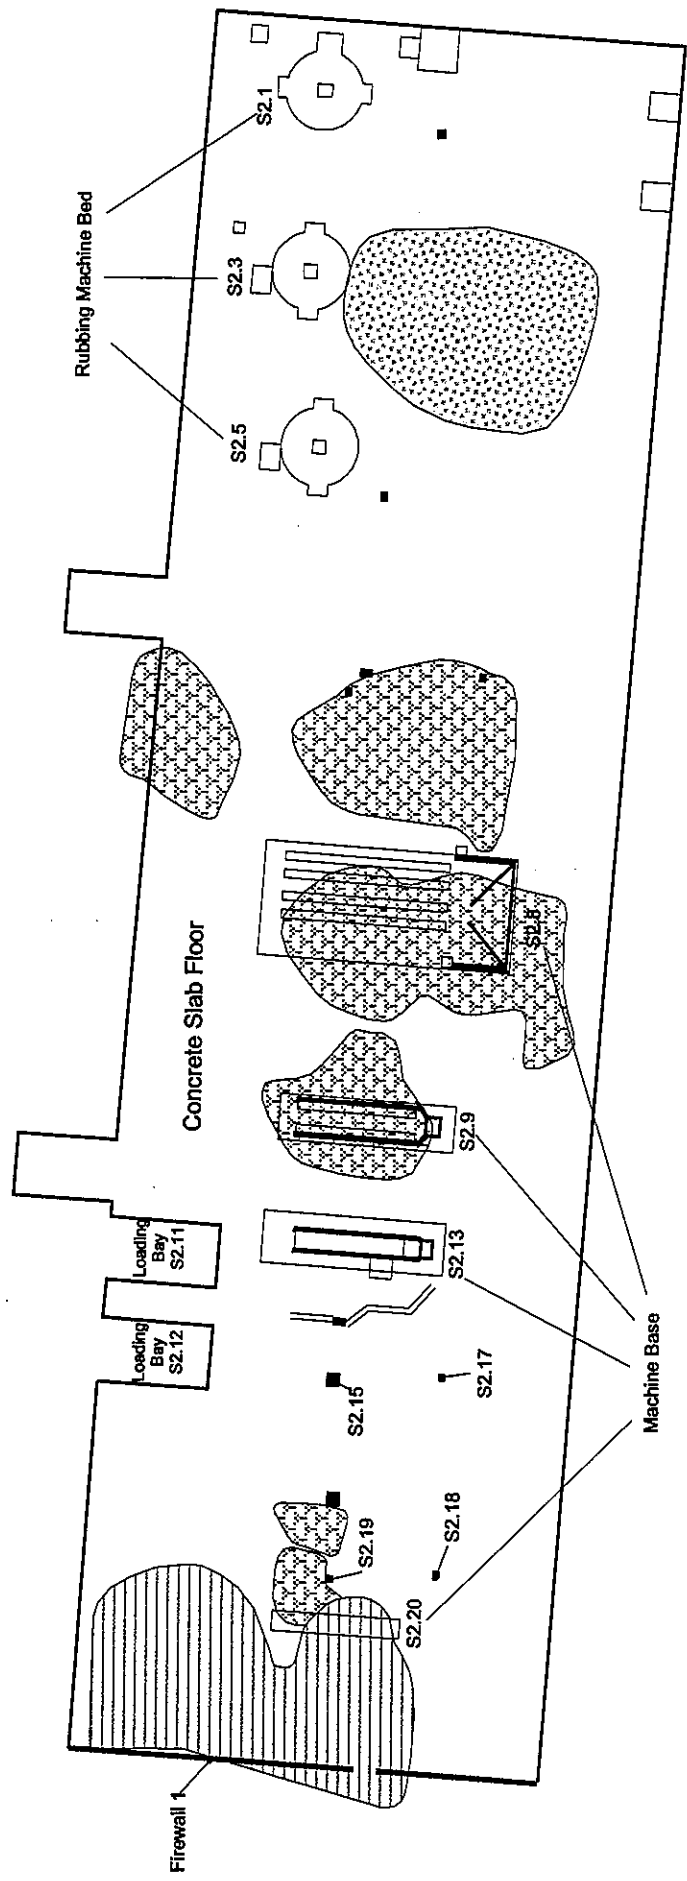 S2.1
Rubbing Machine Bed
S2.3
S2.5
Concrete Slab Floor
S2.8
S2.9
Loading
Bay
S2.11
S2.13
Loading
Bay
S2.12
Machine Base
S2.15
S2.17
S2.19
S2.18
S2.20
Firewall 1